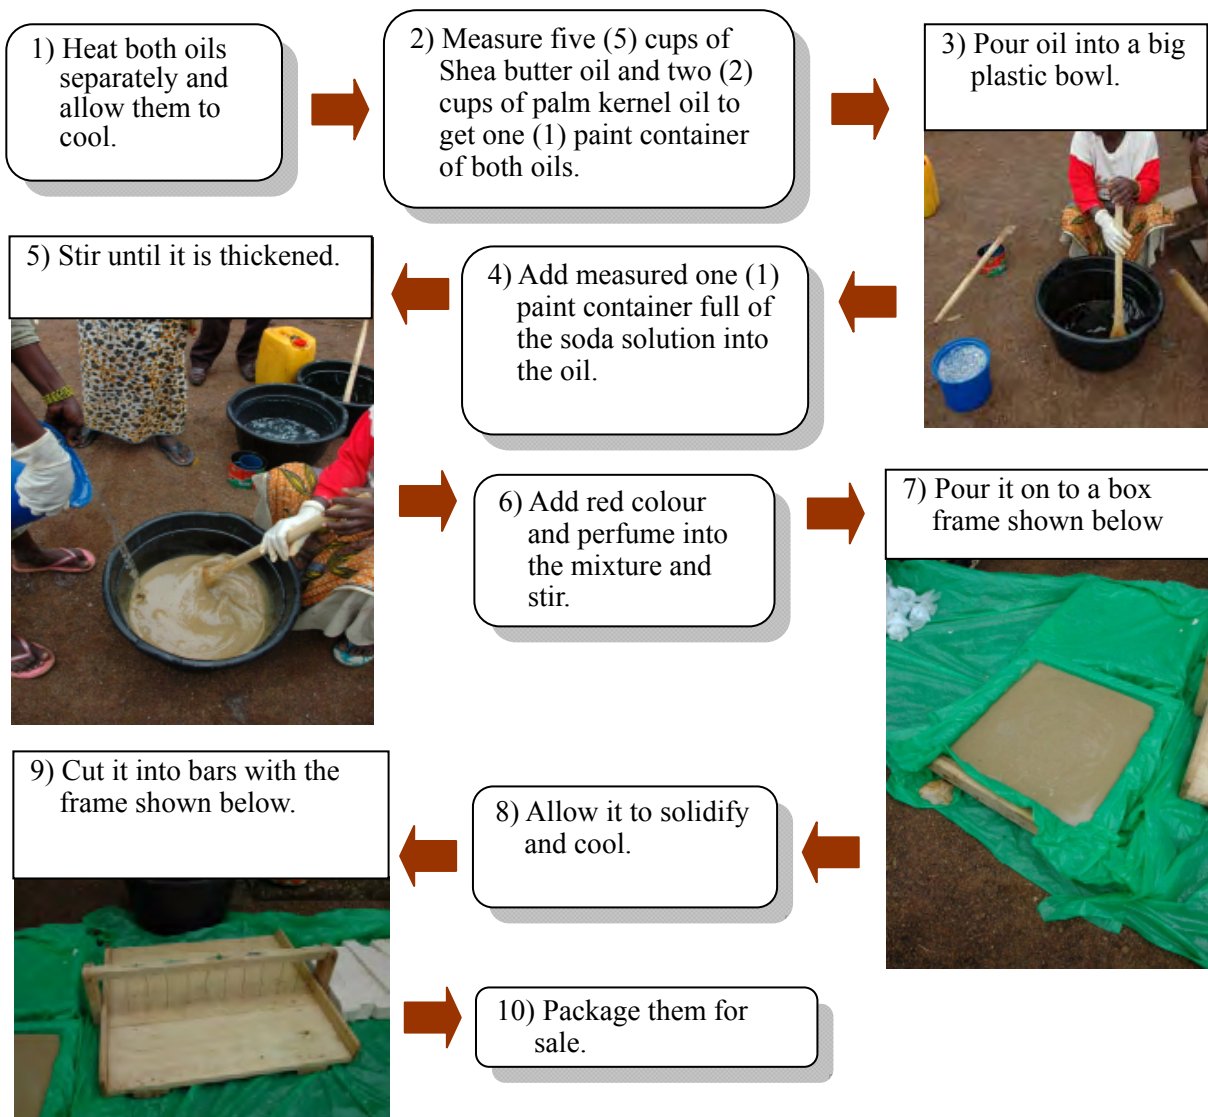 1) Heat both oils
separately and
allow them to
cool.
2) Measure five (5) cups of
Shea butter oil and two (2)
cups of palm kernel oil to
get one (1) paint container
of both oils.
3) Pour oil into a big
plastic bowl.
4) Add measured one (1)
paint container full of
the soda solution into
the oil.
5) Stir until it is thickened.
6) Add red colour
and perfume into
the mixture and
stir.
7) Pour it on to a box
frame shown below
8) Allow it to solidify
and cool.
9) Cut it into bars with the
frame shown below.
10) Package them for
sale.